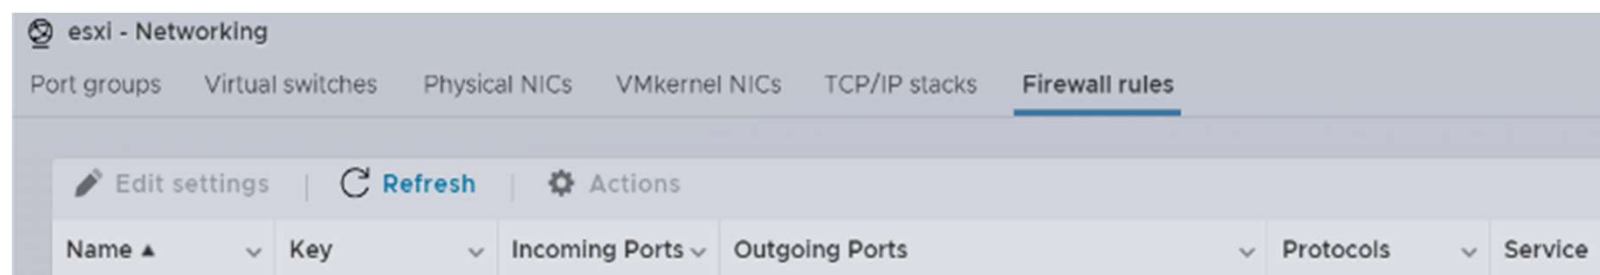 esxi - Networking
Port groups Virtual switches Physical NICs VMkernel NICs TCP/IP stacks Firewall rules
Edit settings Refresh Actions
Name Key Incoming Ports Outgoing Ports Protocols Service